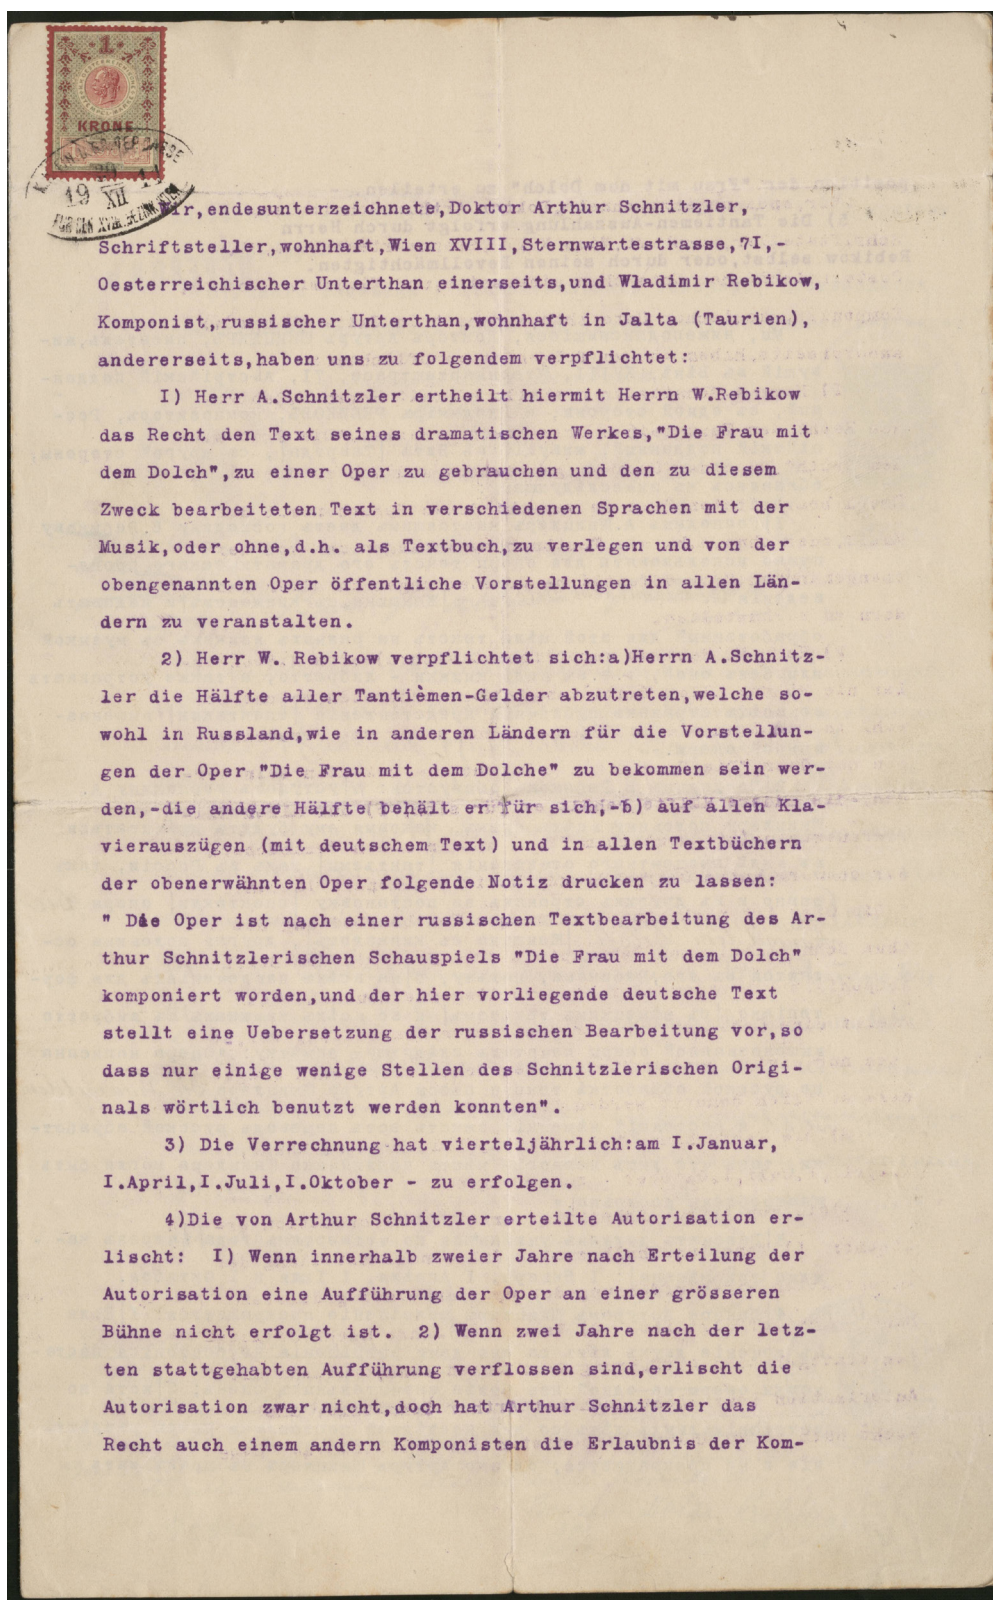 1
KRONE
19 XII
Wir,endesunterzeichnete,Doktor Arthur Schnitzler,
Schriftsteller,wohnhaft,Wien XVIII,Sternwartestrasse,7I,-
Oesterreichischer Unterthan einerseits,und Wladimir Rebikow,
Komponist,russischer Unterthan,wohnhaft in Jalta (Taurien),
andererseits,haben uns zu folgendem verpflichtet:
I) Herr A.Schnitzler ertheilt hiermit Herrn W.Rebikow
das Recht den Text seines dramatischen Werkes,"Die Frau mit
dem Dolch",zu einer Oper zu gebrauchen und den zu diesem
Zweck bearbeiteten Text in verschiedenen Sprachen mit der
Musik,oder ohne,d.h. als Textbuch,zu verlegen und von der
obengenannten Oper öffentliche Vorstellungen in allen Län-
dern zu veranstalten.
2) Herr W. Rebikow verpflichtet sich:a)Herrn A.Schnitz-
ler die Hälfte aller Tantièmen-Gelder abzutreten,welche so-
wohl in Russland,wie in anderen Ländern für die Vorstellun-
gen der Oper "Die Frau mit dem Dolche" zu bekommen sein wer-
den,-die andere Hälfte behält er für sich,-b) auf allen Kla-
vierauszügen (mit deutschem Text) und in allen Textbüchern
der obenerwähnten Oper folgende Notiz drucken zu lassen:
" Die Oper ist nach einer russischen Textbearbeitung des Ar-
thur Schnitzlerischen Schauspiels "Die Frau mit dem Dolch"
komponiert worden,und der hier vorliegende deutsche Text
stellt eine Uebersetzung der russischen Bearbeitung vor,so
dass nur einige wenige Stellen des Schnitzlerischen Origi-
nals wörtlich benutzt werden konnten".
3) Die Verrechnung hat vierteljährlich:am I.Januar,
I.April,I.Juli,I.Oktober - zu erfolgen.
4)Die von Arthur Schnitzler erteilte Autorisation er-
lischt: I) Wenn innerhalb zweier Jahre nach Erteilung der
Autorisation eine Aufführung der Oper an einer grösseren
Bühne nicht erfolgt ist. 2) Wenn zwei Jahre nach der letz-
ten stattgehabten Aufführung verflossen sind,erlischt die
Autorisation zwar nicht,doch hat Arthur Schnitzler das
Recht auch einem andern Komponisten die Erlaubnis der Kom-